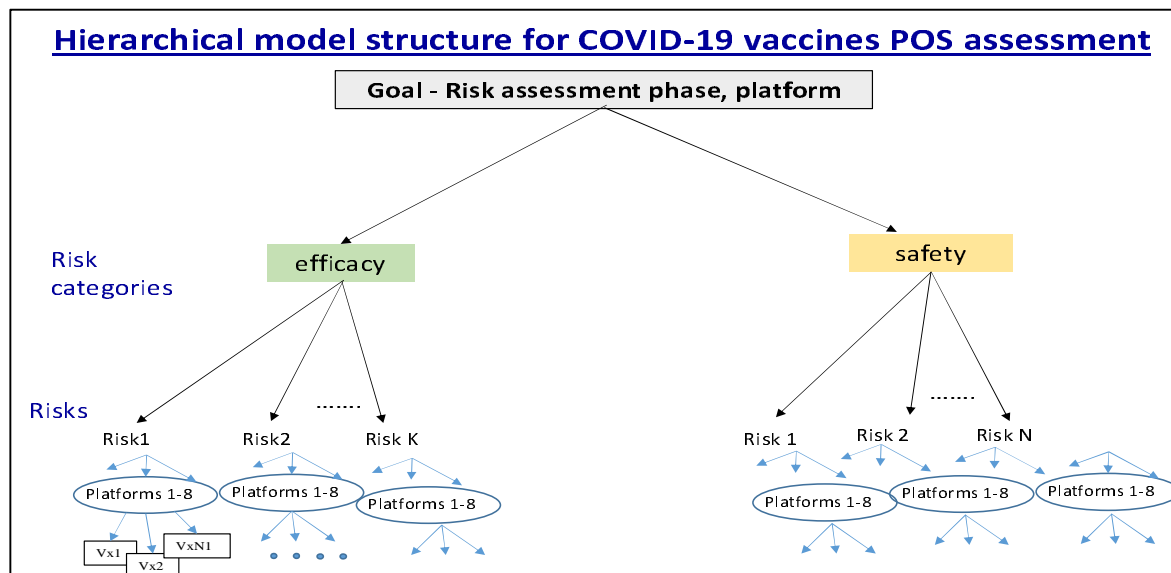 Hierarchical model structure for COVID-19 vaccines POS assessment
Goal - Risk assessment phase, platform
Risk
categories
efficacy
safety
Risks
.......
.......
Risk1
Risk2
Risk K
Risk 1
Risk 2
Risk N
Platforms 1-8
Platforms 1-8
Platforms 1-8
Platforms 1-8
Platforms 1-8
Platforms 1-8
Vx1
Vx2
VxN1